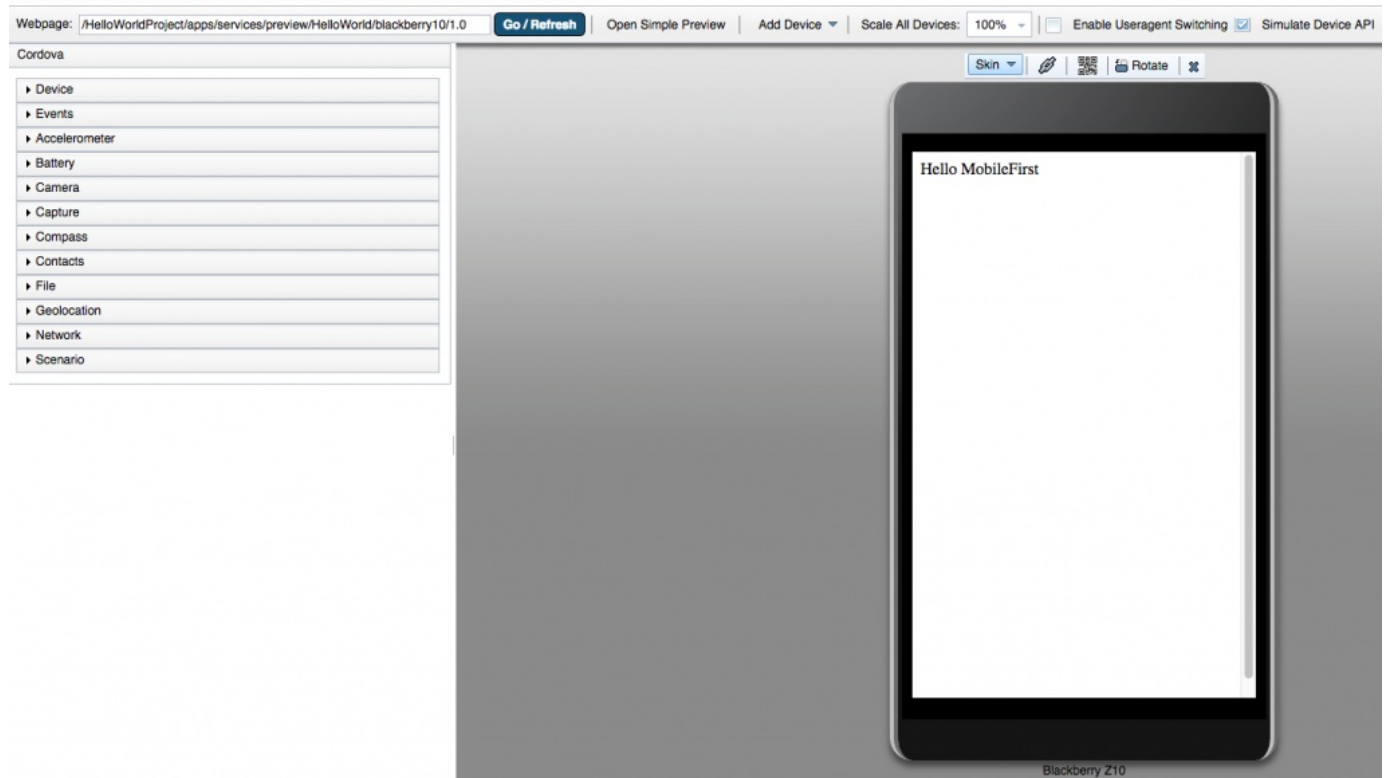 Webpage: /HelloWorldProject/apps/services/preview/HelloWorld/blackberry10/1.0 Go / Refresh Open Simple Preview Add Device Scale All Devices: 100% Enable Useragent Switching Simulate Device API
Cordova
Skin Rotate
Device
Events
Accelerometer
Battery
Camera
Capture
Compass
Contacts
File
Geolocation
Network
Scenario
Hello MobileFirst
Blackberry Z10